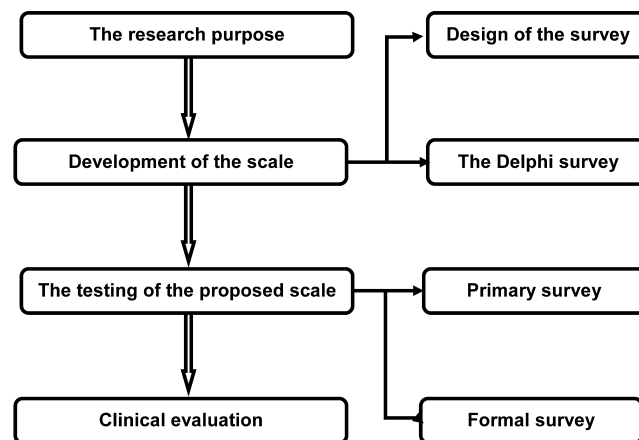 The research purpose
Design of the survey
Development of the scale
The Delphi survey
The testing of the proposed scale
Primary survey
Clinical evaluation
Formal survey